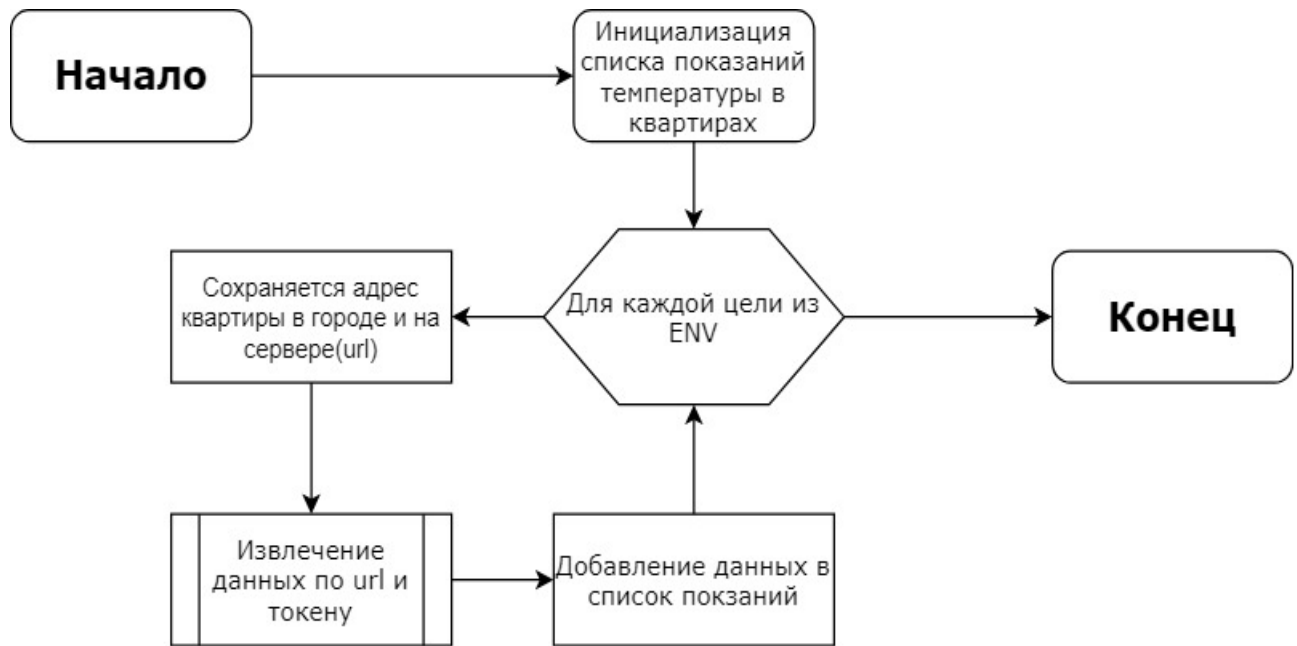 Начало
Инициализация
списка показаний
температуры в
квартирах
Для каждой цели из
ENV
Конец
Сохраняется адрес
квартиры в городе и на
сервере(url)
Извлечение
данных по url и
токену
Добавление данных в
список покзаний